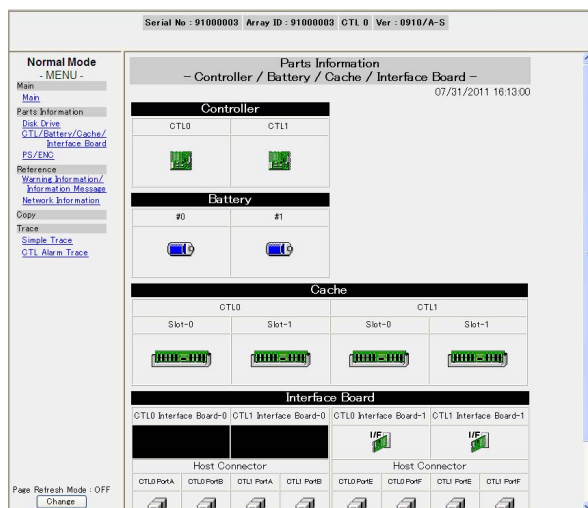 Serial No : 91000003 Array ID : 91000003 CTL 0 Ver : 0910/A-S
Normal Mode
- MENU -
Main
Main
Parts Information
Disk Drive
CTL/Battery/Cache/
Interface Board
PS/ENC
Reference
Warning Information/
Information Message
Network Information
Copy
Trace
Simple Trace
CTL Alarm Trace
Page Refresh Mode : OFF
Change
Parts Information
- Controller / Battery / Cache / Interface Board -
07/31/2011 16:13:00
Controller
CTL0 CTL1
Battery
#0 #1
Cache
CTL0 CTL1
Slot-0 Slot-1 Slot-0 Slot-1
Interface Board
CTL0 Interface Board-0 CTL1 Interface Board-0 CTL0 Interface Board-1 CTL1 Interface Board-1
I/F I/F
Host Connector Host Connector
CTL0 PortA CTL0 PortB CTL1 PortA CTL1 PortB CTL0 PortE CTL0 PortF CTL1 PortE CTL1 PortF